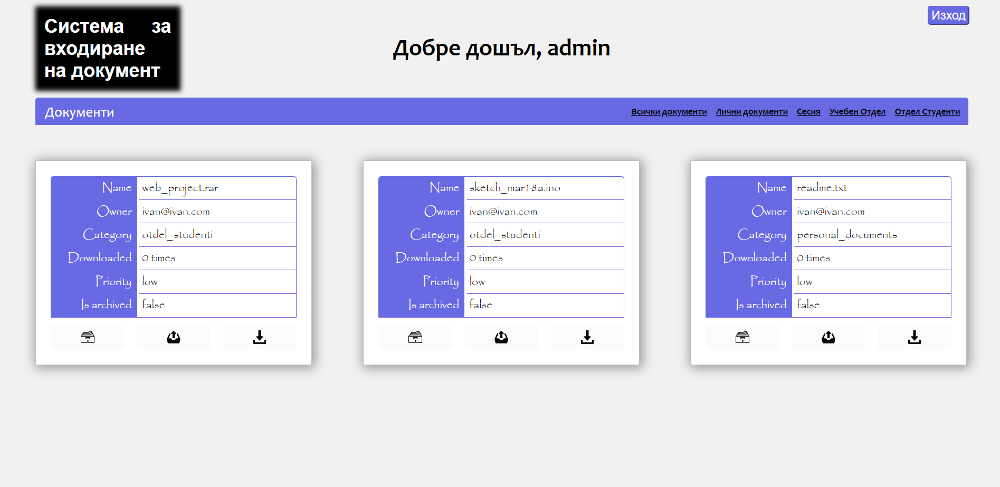 Система за
входиране
на документ
Добре дошъл, admin
Изход
Документи
Всички документи Лични документи Сесия Учебен Отдел Отдел Студенти
Name web_project.rar
Owner ivan@ivan.com
Category otdel_studenti
Downloaded 0 times
Priority low
Is archived false
Name sketch_mar18a.ino
Owner ivan@ivan.com
Category otdel_studenti
Downloaded 0 times
Priority low
Is archived false
Name readme.txt
Owner ivan@ivan.com
Category personal_documents
Downloaded 0 times
Priority low
Is archived false